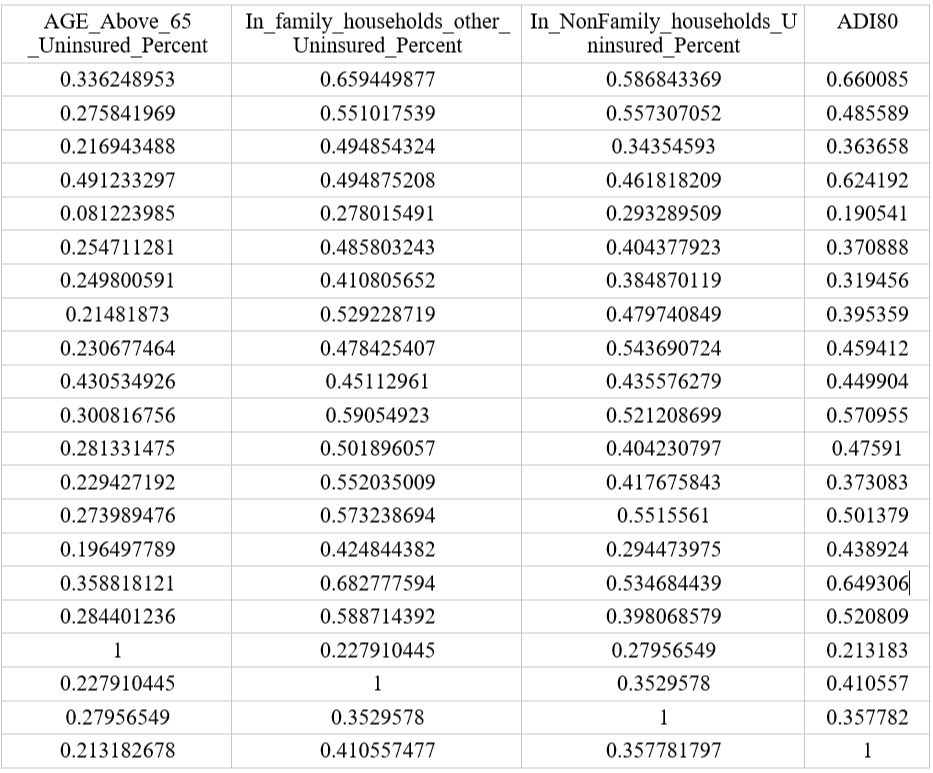 AGE_Above_65 In_family_households_other_ In_NonFamily_households_U ADI80
_Uninsured_Percent Uninsured_Percent ninsured_Percent
0.336248953 0.659449877 0.586843369 0.660085
0.275841969 0.551017539 0.557307052 0.485589
0.216943488 0.494854324 0.34354593 0.363658
0.491233297 0.494875208 0.461818209 0.624192
0.081223985 0.278015491 0.293289509 0.190541
0.254711281 0.485803243 0.404377923 0.370888
0.249800591 0.410805652 0.384870119 0.319456
0.21481873 0.529228719 0.479740849 0.395359
0.230677464 0.478425407 0.543690724 0.459412
0.430534926 0.45112961 0.435576279 0.449904
0.300816756 0.59054923 0.521208699 0.570955
0.281331475 0.501896057 0.404230797 0.47591
0.229427192 0.552035009 0.417675843 0.373083
0.273989476 0.573238694 0.5515561 0.501379
0.196497789 0.424844382 0.294473975 0.438924
0.358818121 0.682777594 0.534684439 0.649306
0.284401236 0.588714392 0.398068579 0.520809
1 0.227910445 0.27956549 0.213183
0.227910445 1 0.3529578 0.410557
0.27956549 0.3529578 1 0.357782
0.213182678 0.410557477 0.357781797 1